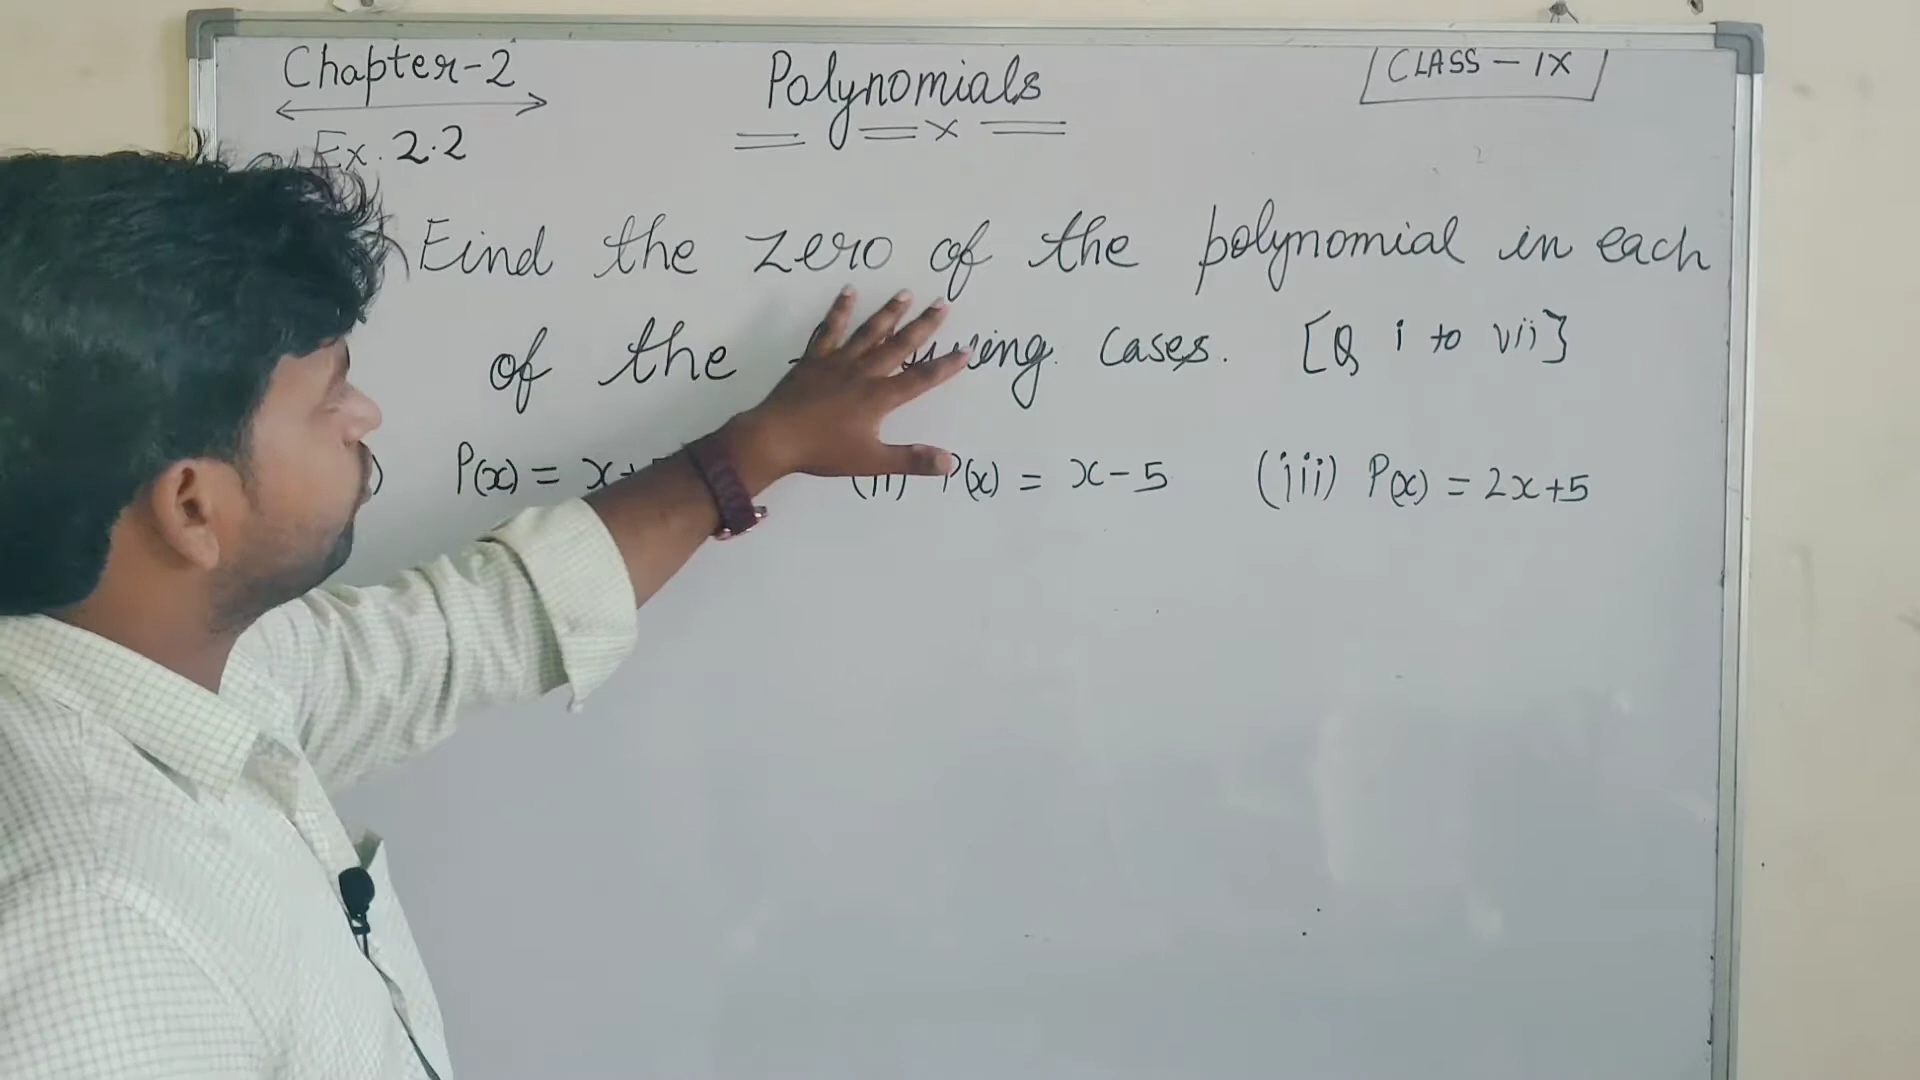 Chapter-2
Polynomials
CLASS - IX
Ex. 2.2
Find the zero of the polynomial in each
of the cases. [Q i to vii]
P(x) = x+ (ii) P(x) = x-5 (iii) P(x) = 2x+5